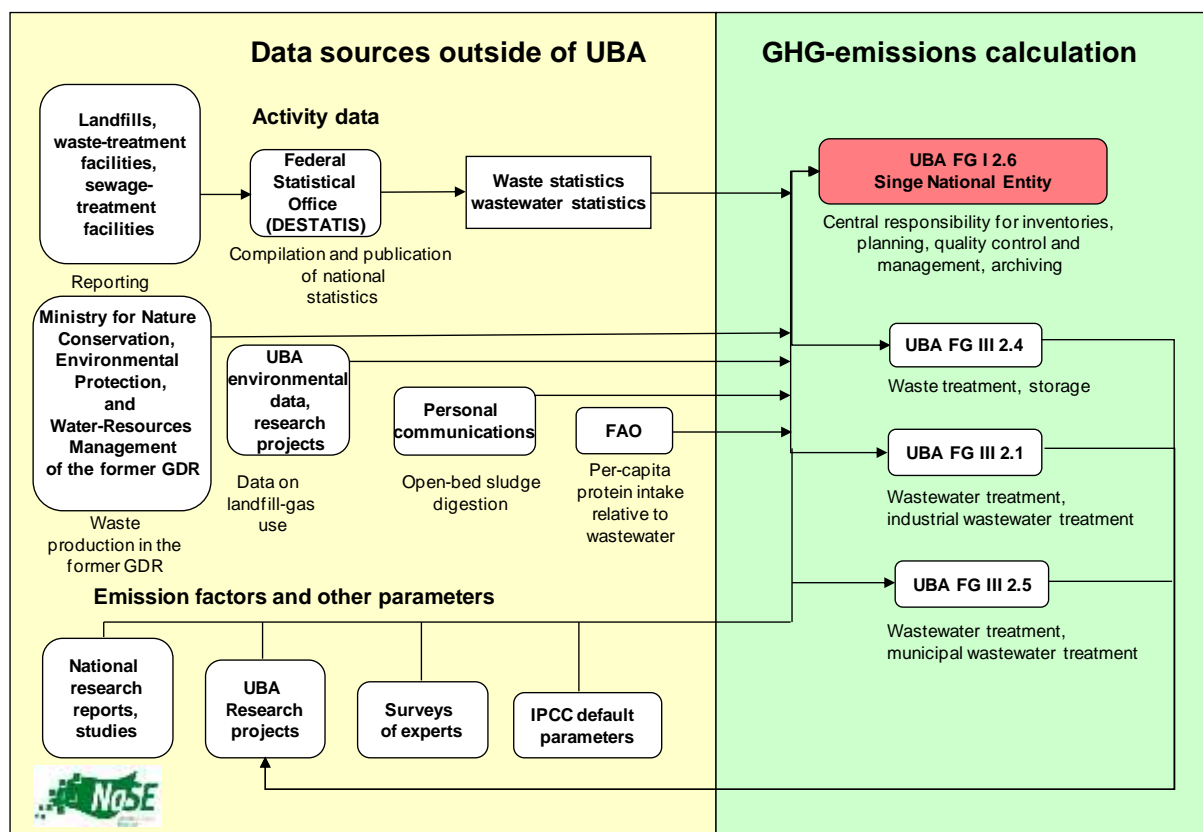 Data sources outside of UBA
GHG-emissions calculation
Landfills,
waste-treatment
facilities,
sewage-
treatment
facilities
Reporting
Activity data
Federal
Statistical
Office
(DESTATIS)
Compilation and publication
of national
statistics
Waste statistics
wastewater statistics
UBA FG I 2.6
Singe National Entity
Central responsibility for inventories,
planning, quality control and
management, archiving
Ministry for Nature
Conservation,
Environmental
Protection,
and
Water-Resources
Management
of the former GDR
Waste
production in the
former GDR
UBA
environmental
data,
research
projects
Data on
landfill-gas
use
Personal
communications
Open-bed sludge
digestion
FAO
Per-capita
protein intake
relative to
wastewater
UBA FG III 2.4
Waste treatment, storage
UBA FG III 2.1
Wastewater treatment,
industrial wastewater treatment
UBA FG III 2.5
Wastewater treatment,
municipal wastewater treatment
Emission factors and other parameters
National
research
reports,
studies
UBA
Research
projects
Surveys
of experts
IPCC default
parameters
NaSE